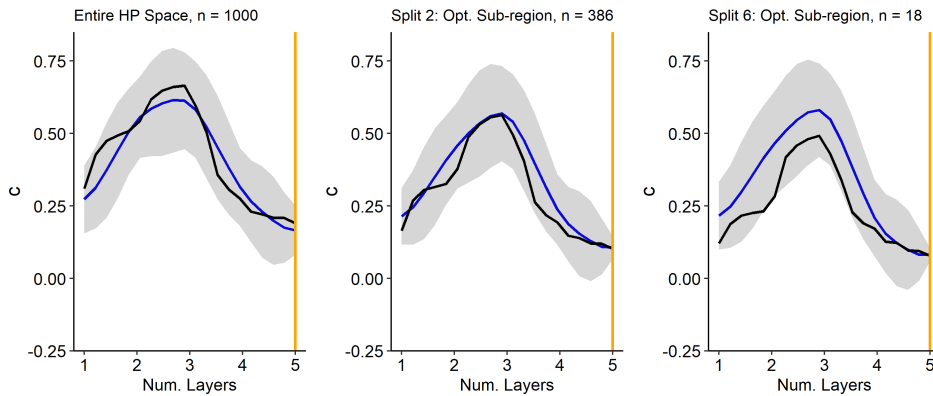 Entire HP Space, n = 1000
Split 2: Opt. Sub-region, n = 386
Split 6: Opt. Sub-region, n = 18
c
0.75
0.50
0.25
0.00
-0.25
1 2 3 4 5
Num. Layers
c
0.75
0.50
0.25
0.00
-0.25
1 2 3 4 5
Num. Layers
c
0.75
0.50
0.25
0.00
-0.25
1 2 3 4 5
Num. Layers